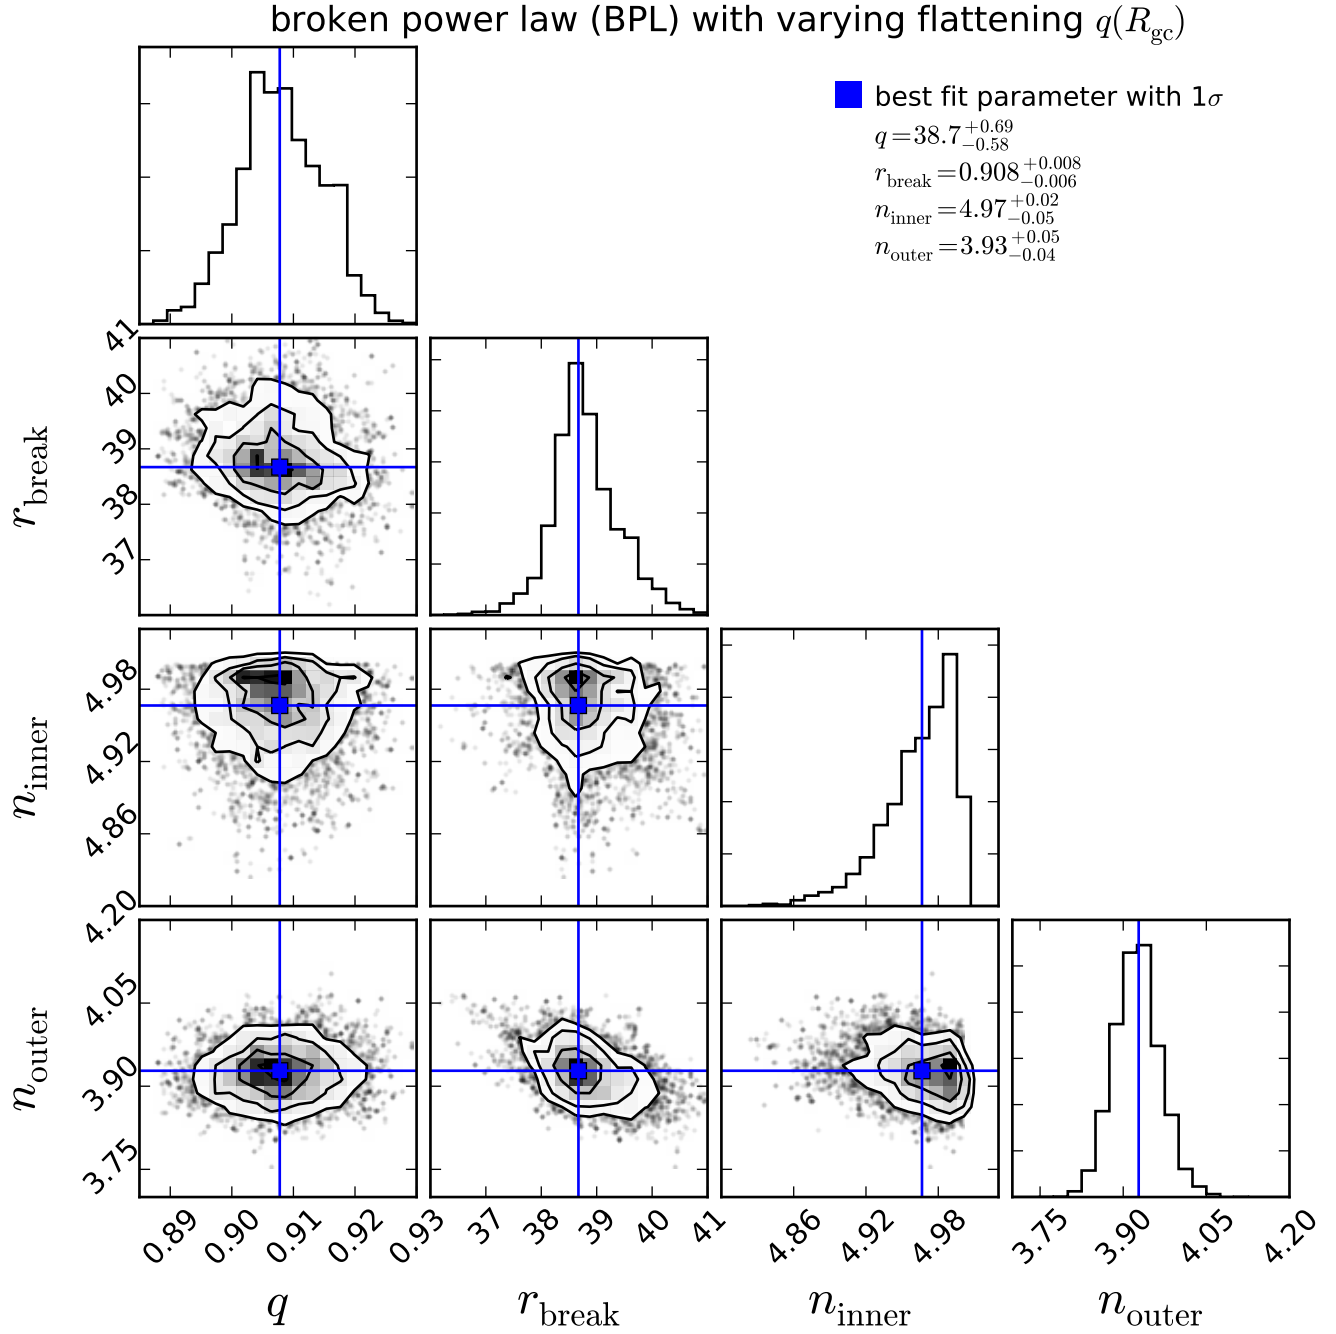 broken power law (BPL) with varying flattening q(R_gc)
best fit parameter with 1σ
q=38.7^{+0.69}_{-0.58}
r_break=0.908^{+0.008}_{-0.006}
n_inner=4.97^{+0.02}_{-0.05}
n_outer=3.93^{+0.05}_{-0.04}
41
40
39
38
37
r_break
4.98
4.92
4.86
4.20
n_inner
4.20
4.05
3.90
3.75
n_outer
0.89 0.90 0.91 0.92 0.93 37 38 39 40 41 4.86 4.92 4.98 3.75 3.90 4.05 4.20
q r_break n_inner n_outer